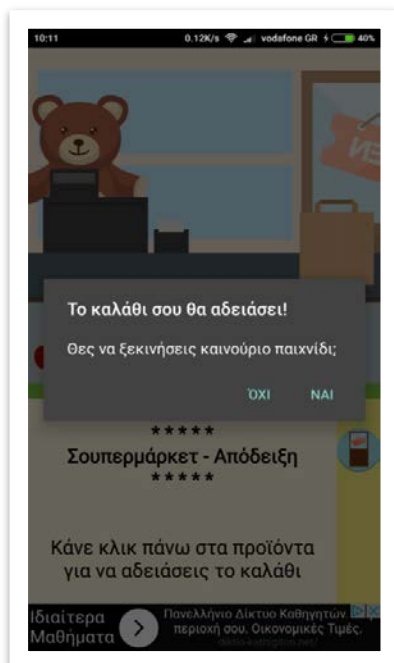 10:11 0.12K/s vodafone GR 40%
Το καλάθι σου θα αδειάσει!
Θες να ξεκινήσεις καινούριο παιχνίδι;
ΌΧΙ ΝΑΙ
*****
Σουπερμάρκετ - Απόδειξη
*****
Κάνε κλικ πάνω στα προϊόντα
για να αδειάσεις το καλάθι
Ιδιαίτερα
Μαθήματα
Πανελλήνιο Δίκτυο Καθηγητών
περιοχή σου. Οικονομικές Τιμές.